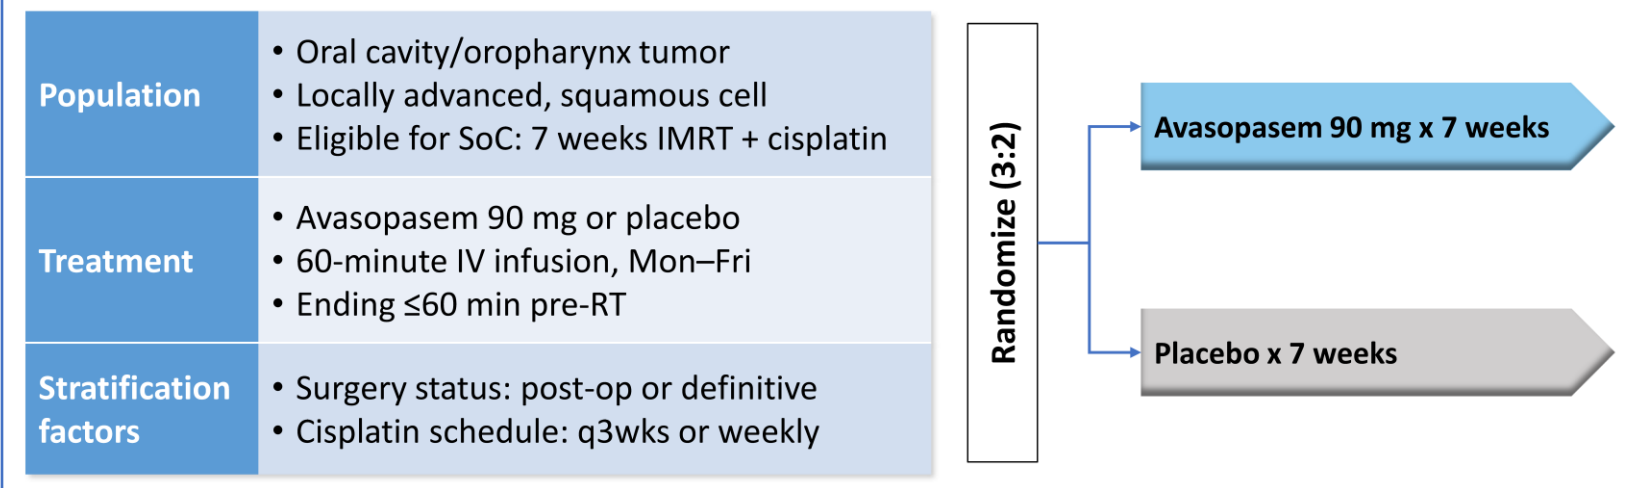 Population
• Oral cavity/oropharynx tumor
• Locally advanced, squamous cell
• Eligible for SoC: 7 weeks IMRT + cisplatin
Treatment
• Avasopasem 90 mg or placebo
• 60-minute IV infusion, Mon–Fri
• Ending ≤60 min pre-RT
Stratification
factors
• Surgery status: post-op or definitive
• Cisplatin schedule: q3wks or weekly
Randomize (3:2)
Avasopasem 90 mg x 7 weeks
Placebo x 7 weeks